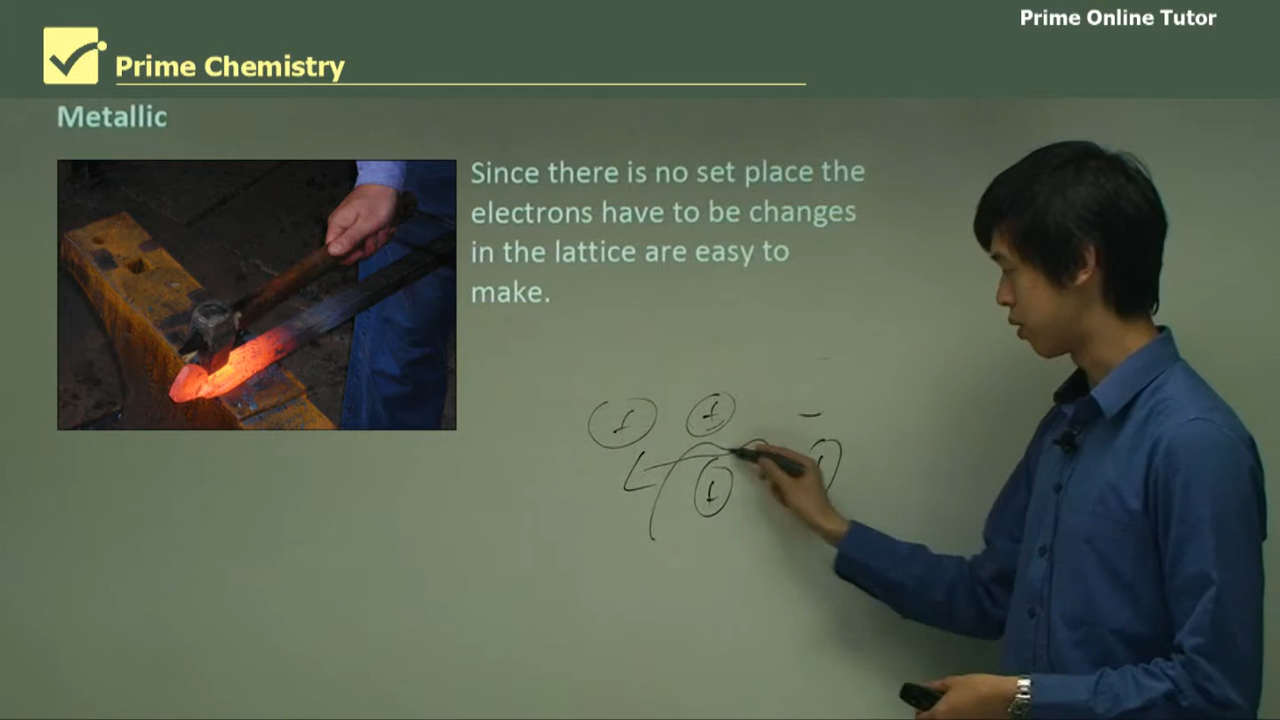 Prime Online Tutor
Prime Chemistry
Metallic
Since there is no set place the
electrons have to be changes
in the lattice are easy to
make.
+ +
-
+